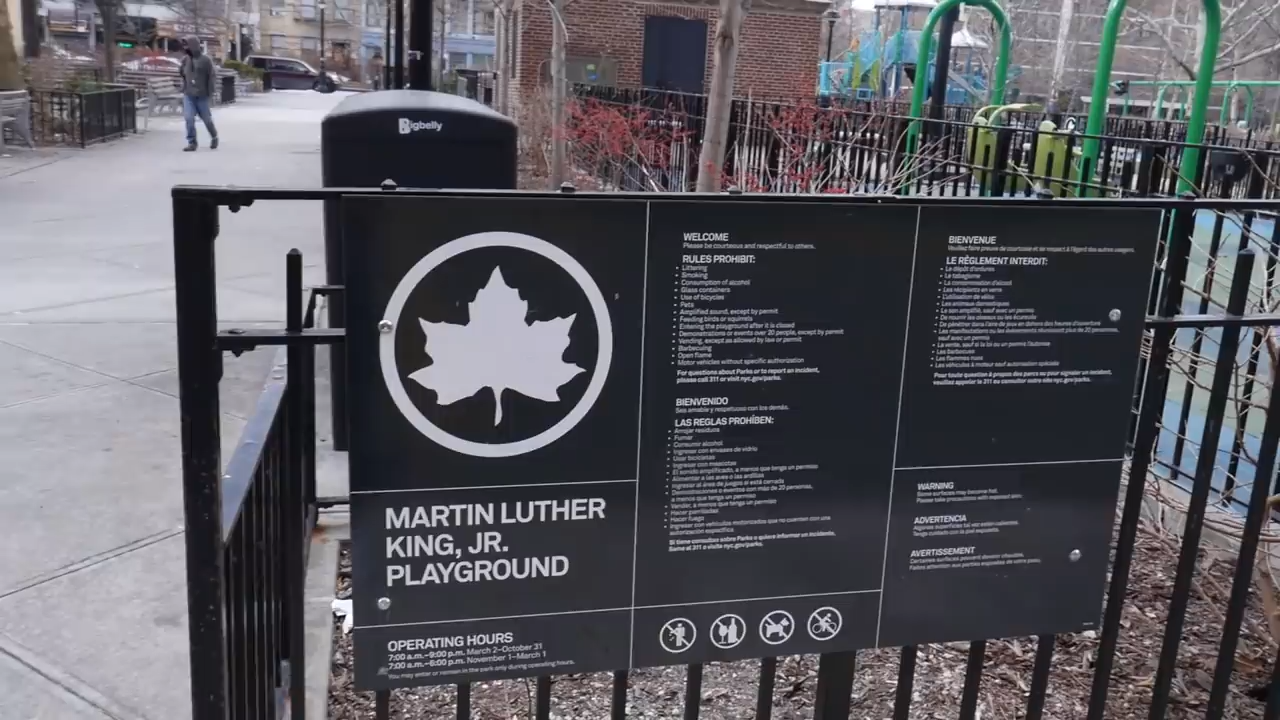 Bigbelly
MARTIN LUTHER
KING, JR.
PLAYGROUND
OPERATING HOURS
7:00 a.m.–9:00 p.m. March 2–October 31
7:00 a.m.–6:00 p.m. November 1–March 1
You may enter or remain in the park only during operating hours.
WELCOME
Please be courteous and respectful to others.
RULES PROHIBIT:
• Littering
• Smoking
• Consumption of alcohol
• Glass containers
• Use of bicycles
• Pets
• Amplified sound, except by permit
• Feeding birds or squirrels
• Entering the playground after it is closed
• Demonstrations or events over 20 people, except by permit
• Vending, except as allowed by law or permit
• Barbecuing
• Open flame
• Motor vehicles without specific authorization
For questions about Parks or to report an incident,
please call 311 or visit nyc.gov/parks.
BIENVENIDO
Sea amable y respetuoso con los demás.
LAS REGLAS PROHÍBEN:
• Arrojar residuos
• Fumar
• Consumir alcohol
• Ingresar con envases de vidrio
• Usar bicicletas
• Ingresar con mascotas
• El sonido amplificado, a menos que tenga un permiso
• Alimentar a las aves o las ardillas
• Ingresar al área de juegos si está cerrada
• Demostraciones o eventos con más de 20 personas,
a menos que tenga un permiso
• Vender, a menos que tenga un permiso
• Hacer parrilladas
• Hacer fuego
• Ingresar con vehículos motorizados que no cuenten con una
autorización específica
Si tiene consultas sobre Parks o quiere informar un incidente,
llame al 311 o visite nyc.gov/parks.
BIENVENUE
Veuillez faire preuve de courtoisie et de respect à l'égard des autres usagers.
LE RÈGLEMENT INTERDIT:
• Le dépôt d'ordures
• Le tabagisme
• La consommation d'alcool
• Les récipients en verre
• L'utilisation de vélos
• Les animaux domestiques
• Le son amplifié, sauf avec un permis
• De nourrir les oiseaux ou les écureuils
• De pénétrer dans l'aire de jeux en dehors des heures d'ouverture
• Les manifestations ou les événements réunissant plus de 20 personnes,
sauf avec un permis
• La vente, sauf si la loi ou un permis l'autorise
• Les barbecues
• Les flammes nues
• Les véhicules à moteur sauf autorisation spéciale
Pour toute question à propos des parcs ou pour signaler un incident,
veuillez appeler le 311 ou consulter notre site nyc.gov/parks.
WARNING
Some surfaces may become hot.
Please take precautions with exposed skin.
ADVERTENCIA
Algunas superficies tal vez estén calientes.
Tenga cuidado con la piel expuesta.
AVERTISSEMENT
Certaines surfaces peuvent devenir chaudes.
Faites attention aux parties exposées de votre peau.